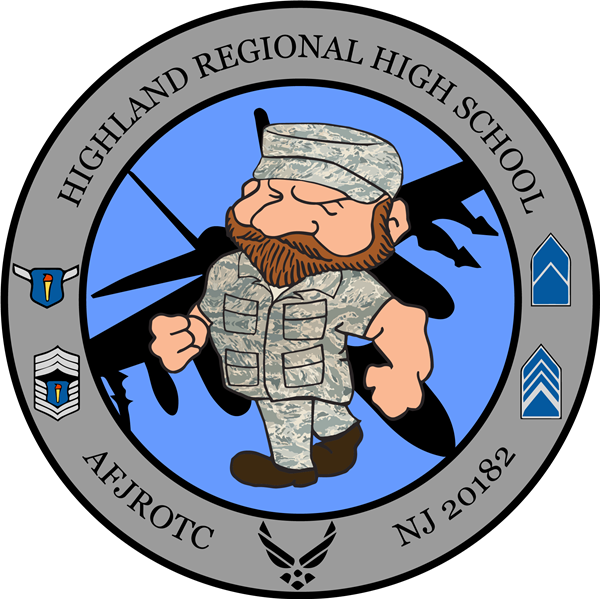 HIGHLAND REGIONAL HIGH SCHOOL
AFJROTC
NJ 20182